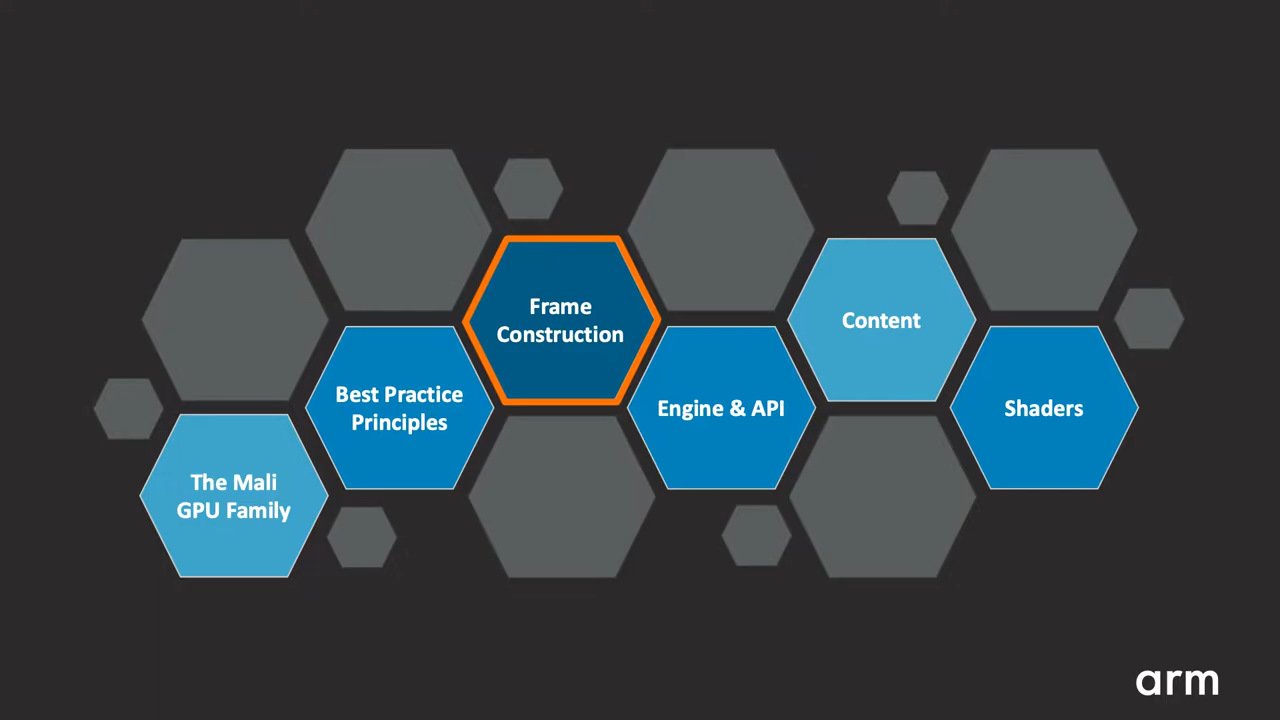 The Mali
GPU Family
Best Practice
Principles
Frame
Construction
Engine & API
Content
Shaders
arm